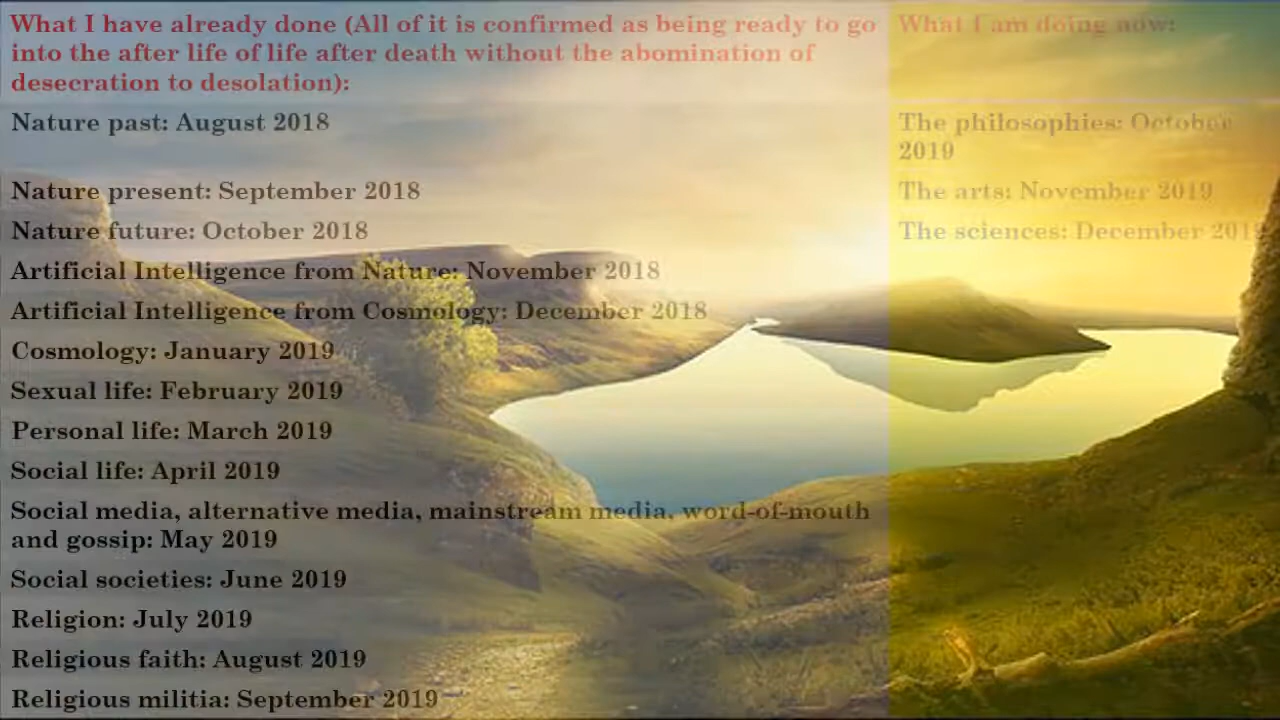 What I have already done (All of it is confirmed as being ready to go
into the after life of life after death without the abomination of
desecration to desolation):
Nature past: August 2018
Nature present: September 2018
Nature future: October 2018
Artificial Intelligence from Nature: November 2018
Artificial Intelligence from Cosmology: December 2018
Cosmology: January 2019
Sexual life: February 2019
Personal life: March 2019
Social life: April 2019
Social media, alternative media, mainstream media, word-of-mouth
and gossip: May 2019
Social societies: June 2019
Religion: July 2019
Religious faith: August 2019
Religious militia: September 2019
What I am doing now:
The philosophies: October
2019
The arts: November 2019
The sciences: December 2019